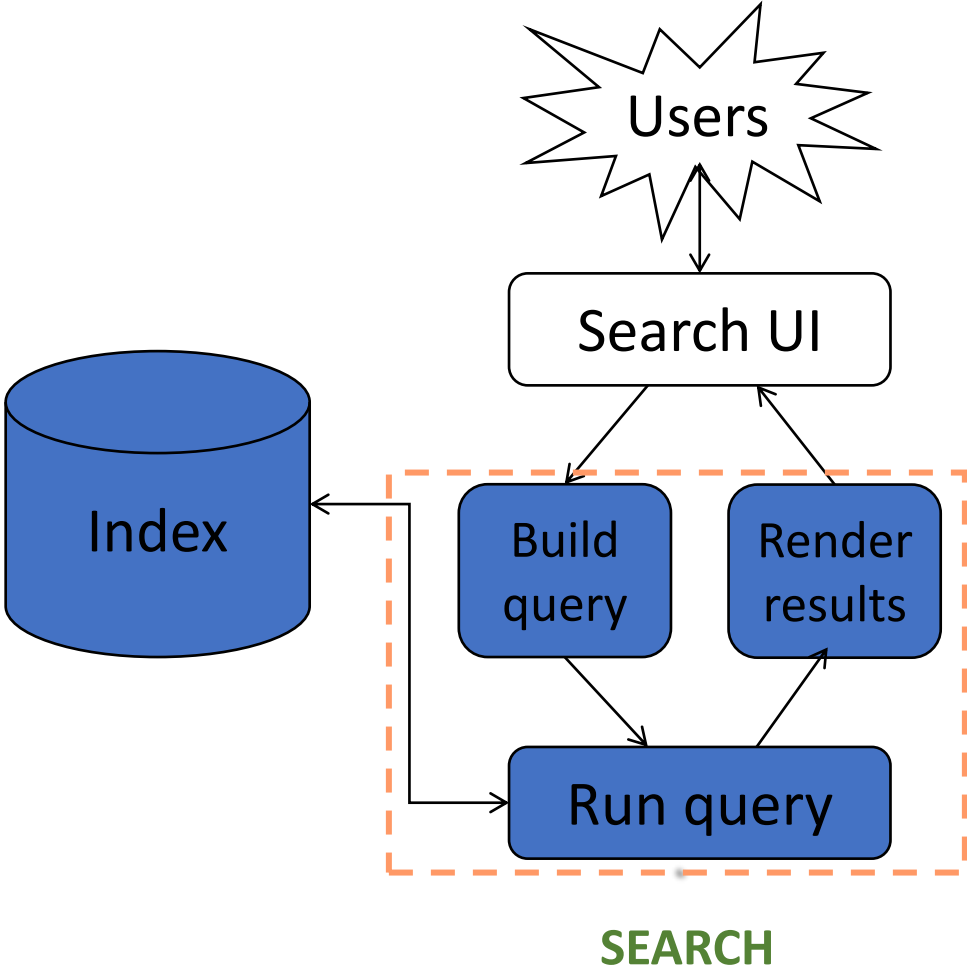 Users
Search UI
Index
Build
query
Render
results
Run query
SEARCH